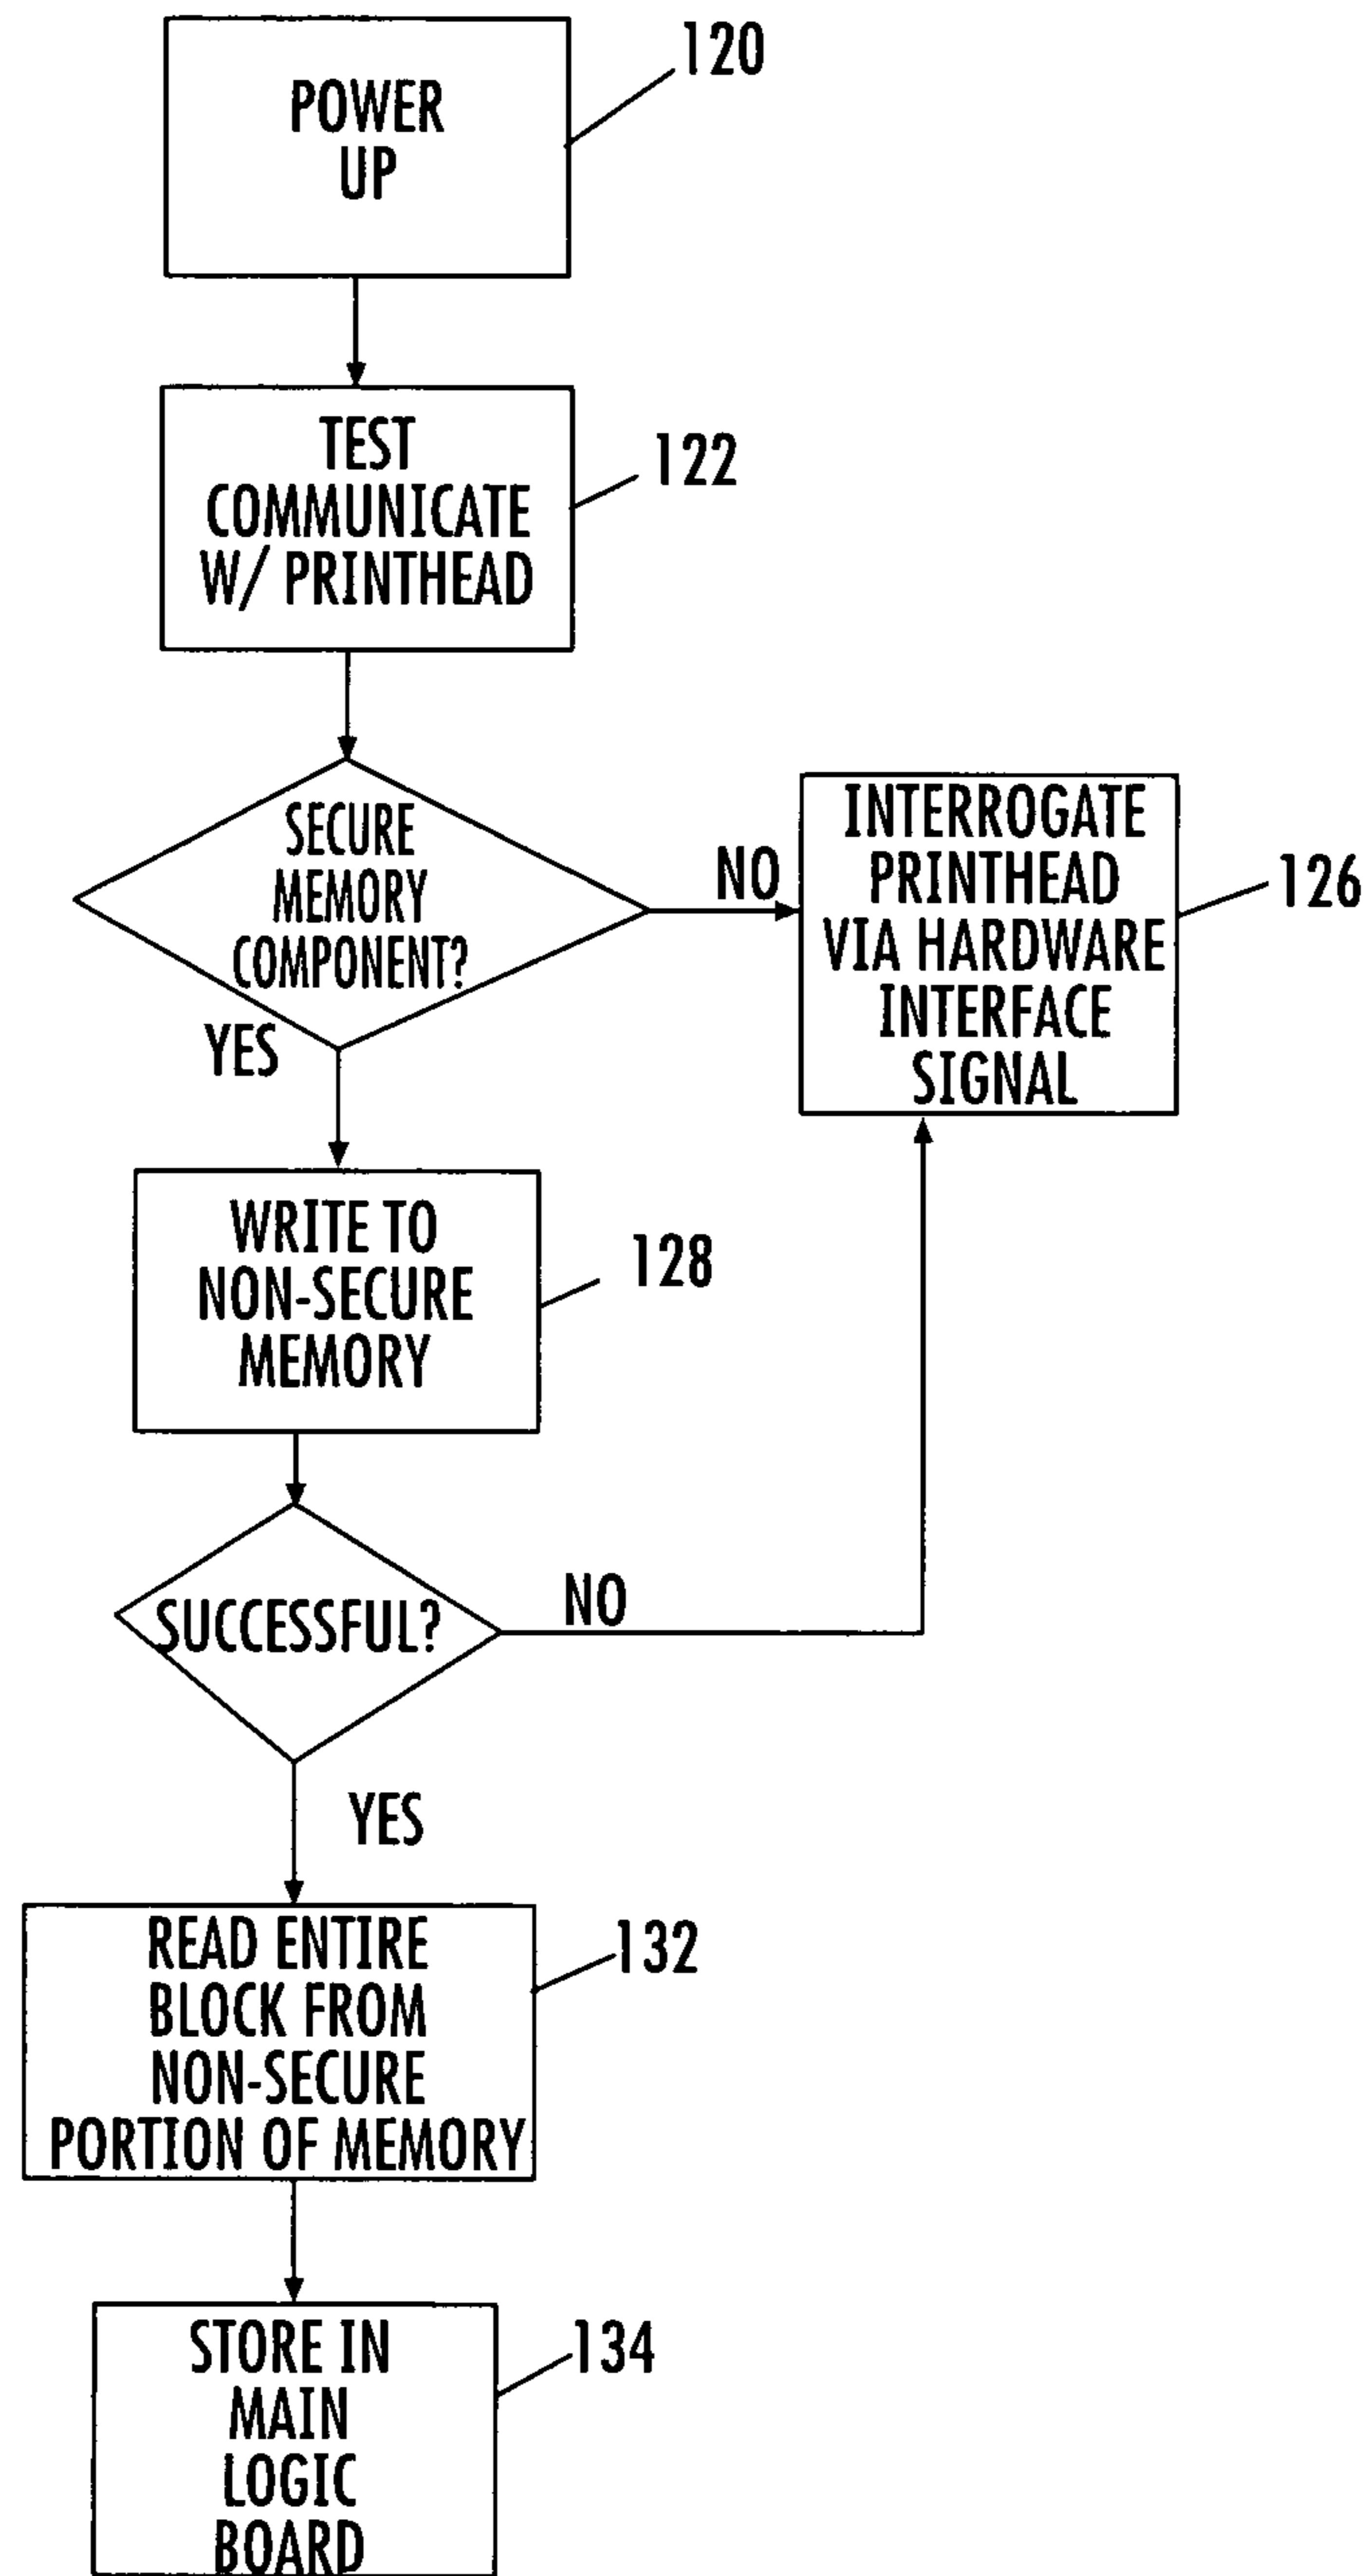 POWER
UP
120
TEST
COMMUNICATE
W/ PRINTHEAD
122
SECURE
MEMORY
COMPONENT?
NO
YES
INTERROGATE
PRINTHEAD
VIA HARDWARE
INTERFACE
SIGNAL
126
WRITE TO
NON-SECURE
MEMORY
128
SUCCESSFUL?
NO
YES
READ ENTIRE
BLOCK FROM
NON-SECURE
PORTION OF MEMORY
132
STORE IN
MAIN
LOGIC
BOARD
134